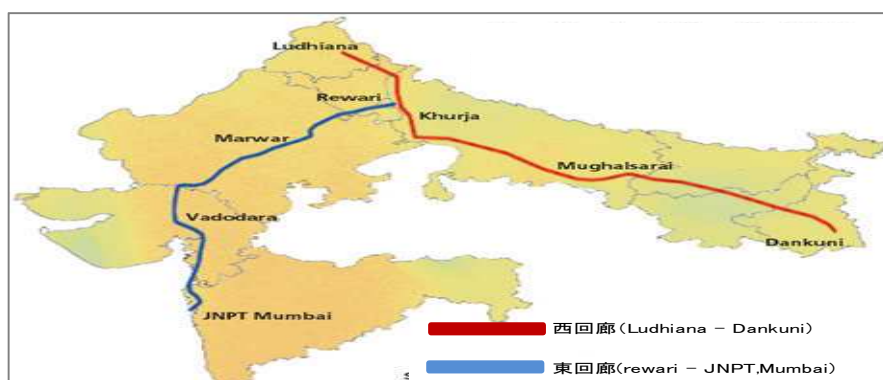 Ludhiana
Rewari
Khurja
Marwar
Mughalsarai
Vadodara
Dankuni
JNPT Mumbai
西回廊(Ludhiana – Dankuni)
東回廊(rewari – JNPT,Mumbai)